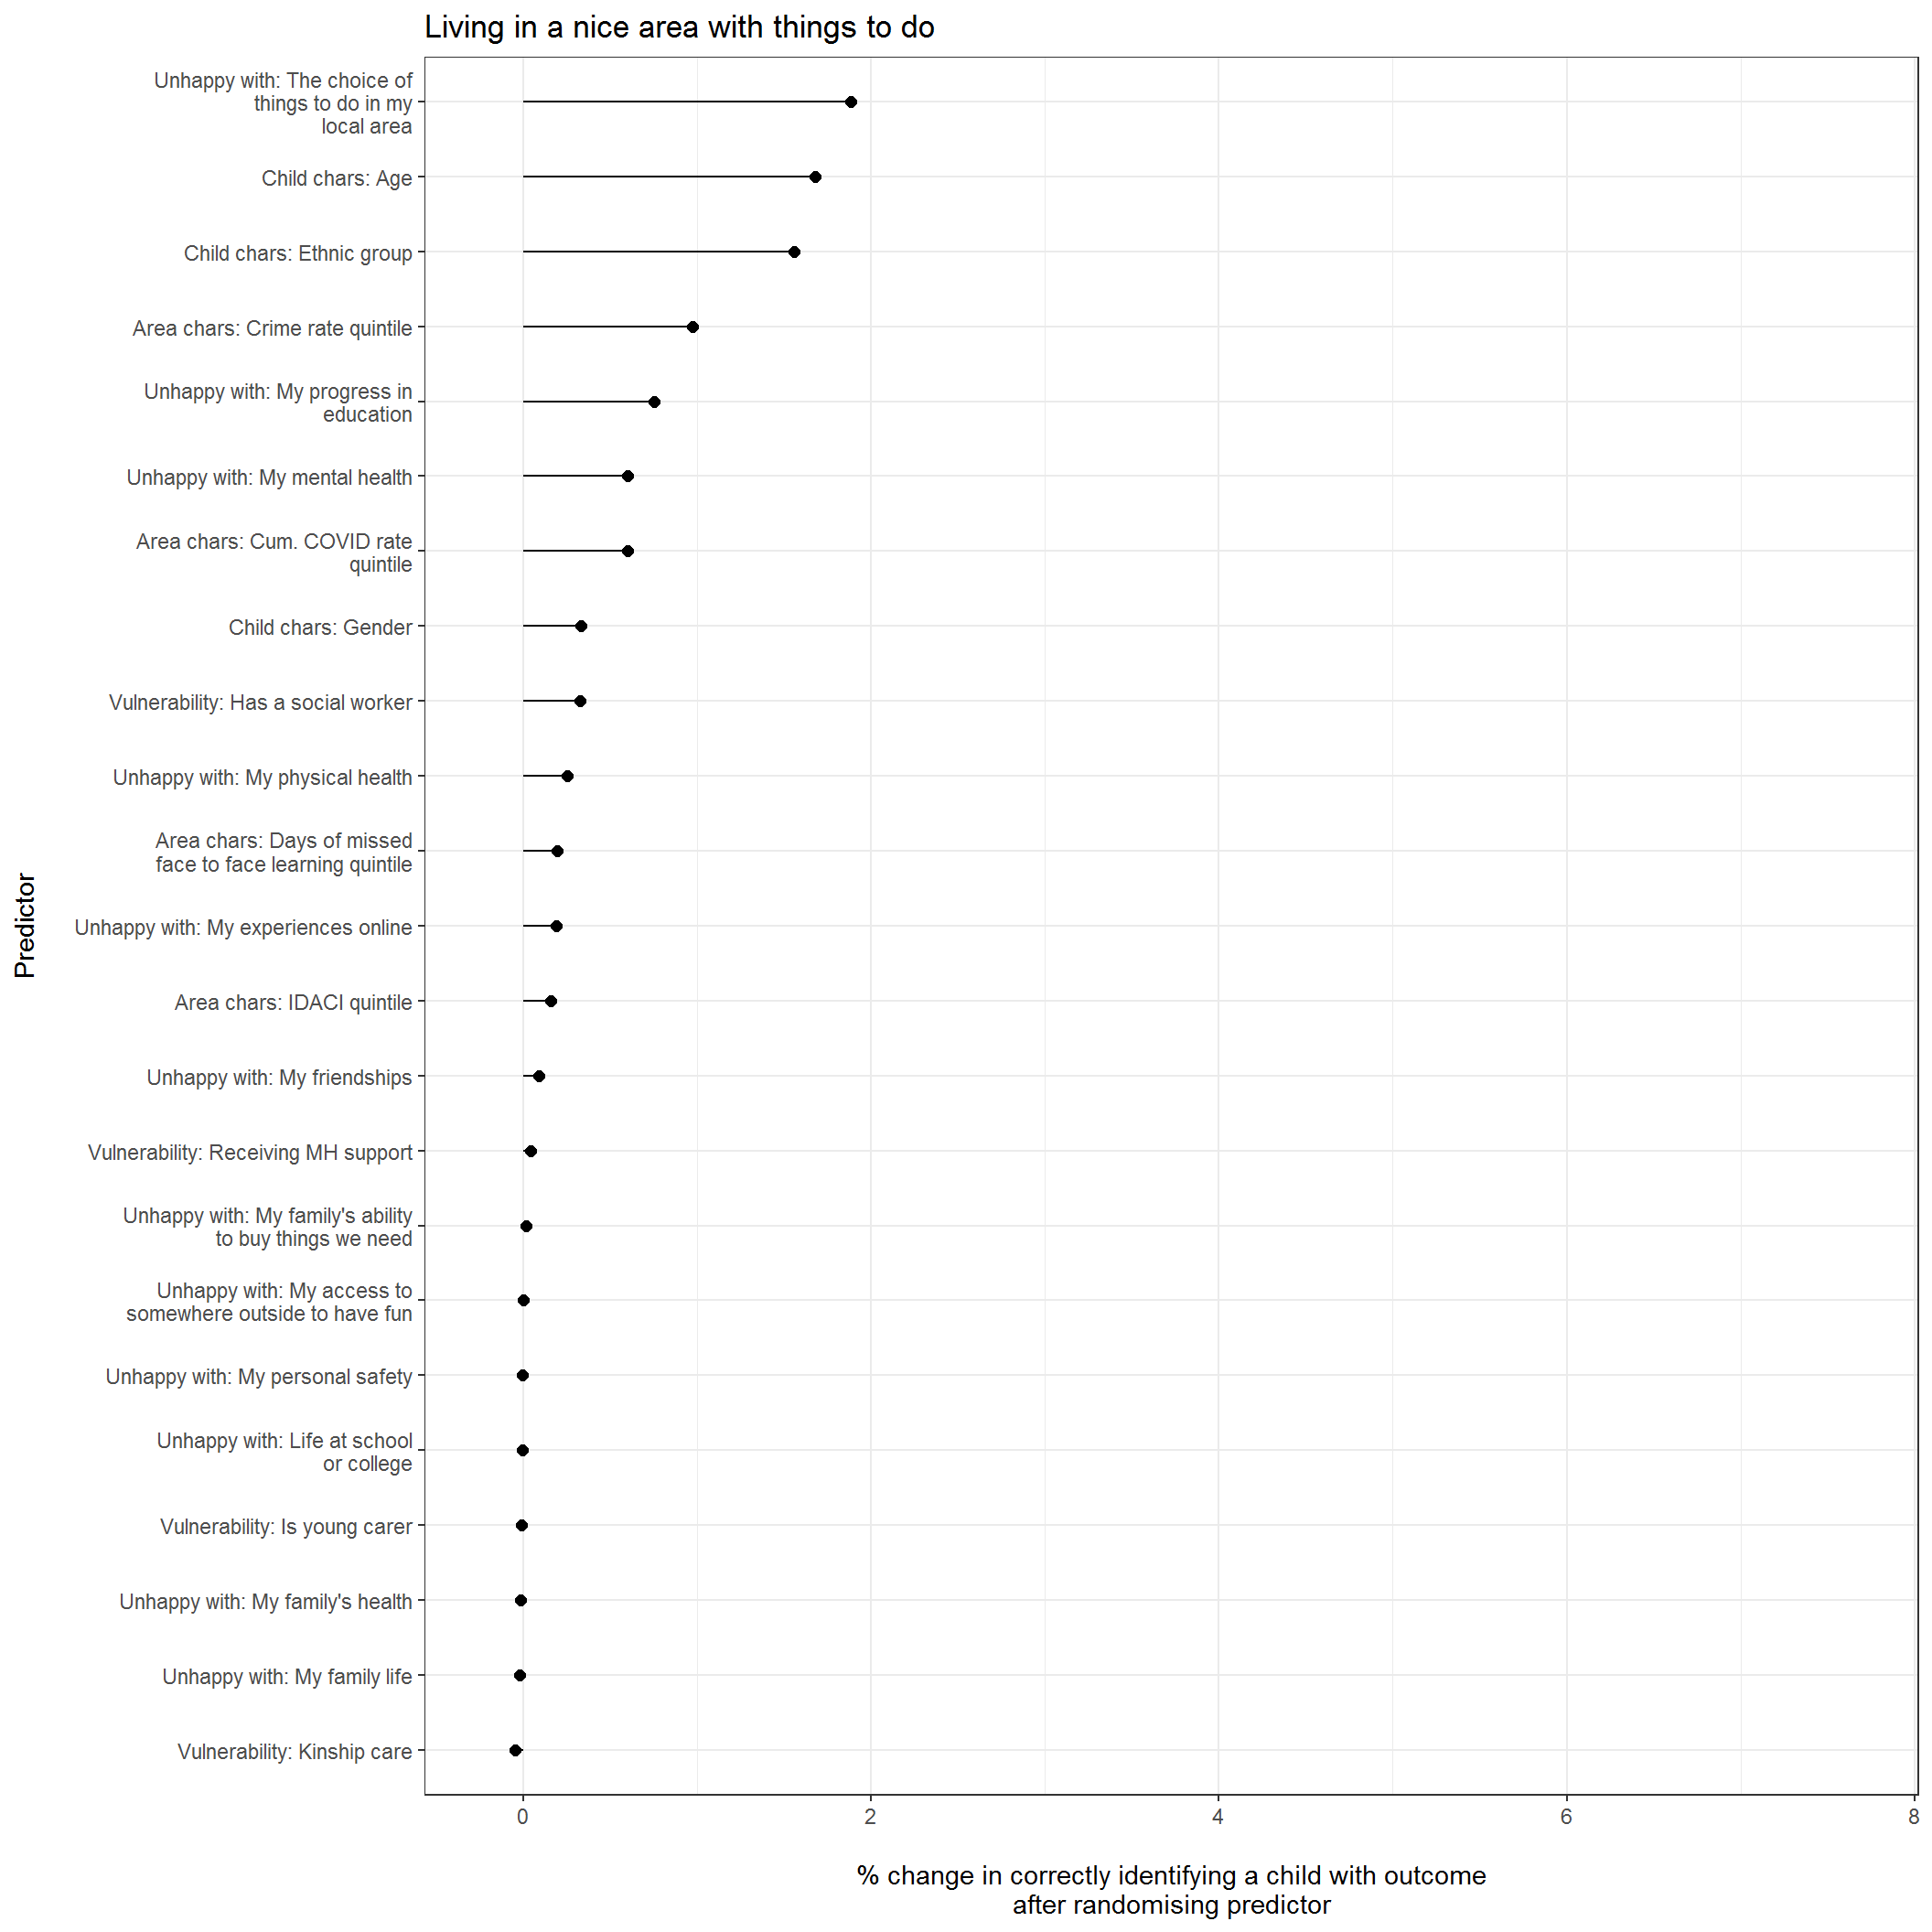 Living in a nice area with things to do
Unhappy with: The choice of
things to do in my
local area
Child chars: Age
Child chars: Ethnic group
Area chars: Crime rate quintile
Unhappy with: My progress in
education
Unhappy with: My mental health
Area chars: Cum. COVID rate
quintile
Child chars: Gender
Vulnerability: Has a social worker
Unhappy with: My physical health
Area chars: Days of missed
face to face learning quintile
Unhappy with: My experiences online
Area chars: IDACI quintile
Unhappy with: My friendships
Vulnerability: Receiving MH support
Unhappy with: My family's ability
to buy things we need
Unhappy with: My access to
somewhere outside to have fun
Unhappy with: My personal safety
Unhappy with: Life at school
or college
Vulnerability: Is young carer
Unhappy with: My family's health
Unhappy with: My family life
Vulnerability: Kinship care
Predictor
0 2 4 6 8
% change in correctly identifying a child with outcome
after randomising predictor